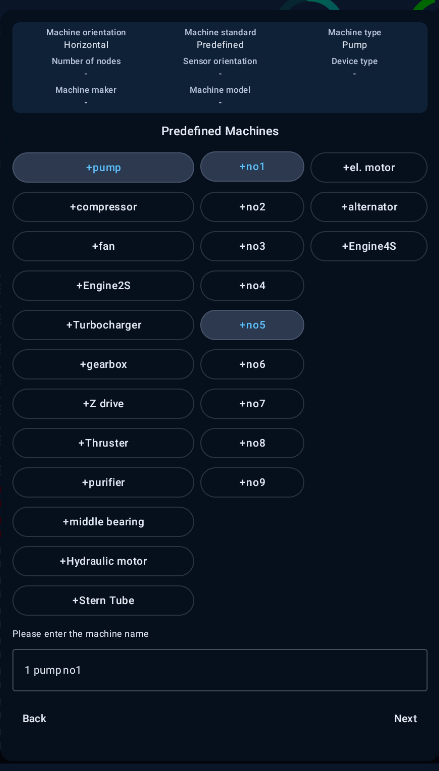 Machine orientation Machine standard Machine type
Horizontal Predefined Pump
Number of nodes Sensor orientation Device type
- - -
Machine maker Machine model
- -
Predefined Machines
+pump +no1 +el. motor
+compressor +no2 +alternator
+fan +no3 +Engine4S
+Engine2S +no4
+Turbocharger +no5
+gearbox +no6
+Z drive +no7
+Thruster +no8
+purifier +no9
+middle bearing
+Hydraulic motor
+Stern Tube
Please enter the machine name
1 pump no1
Back Next